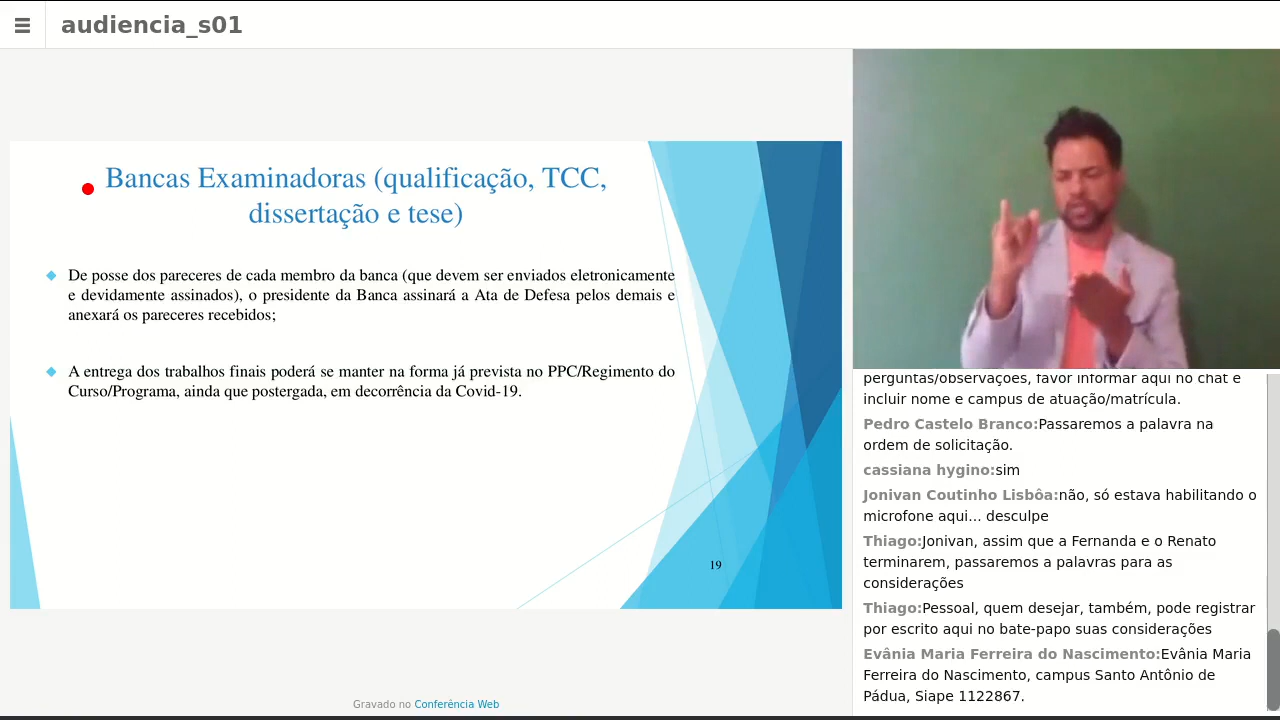 audiencia_s01
Bancas Examinadoras (qualificação, TCC,
dissertação e tese)
De posse dos pareceres de cada membro da banca (que devem ser enviados eletronicamente
e devidamente assinados), o presidente da Banca assinará a Ata de Defesa pelos demais e
anexará os pareceres recebidos;
A entrega dos trabalhos finais poderá se manter na forma já prevista no PPC/Regimento do
Curso/Programa, ainda que postergada, em decorrência da Covid-19.
19
Gravado no Conferência Web
perguntas/observações, favor informar aqui no chat e
incluir nome e campus de atuação/matrícula.
Pedro Castelo Branco:Passaremos a palavra na
ordem de solicitação.
cassiana hygino:sim
Jonivan Coutinho Lisbôa:não, só estava habilitando o
microfone aqui... desculpe
Thiago:Jonivan, assim que a Fernanda e o Renato
terminarem, passaremos a palavras para as
considerações
Thiago:Pessoal, quem desejar, também, pode registrar
por escrito aqui no bate-papo suas considerações
Evânia Maria Ferreira do Nascimento:Evânia Maria
Ferreira do Nascimento, campus Santo Antônio de
Pádua, Siape 1122867.